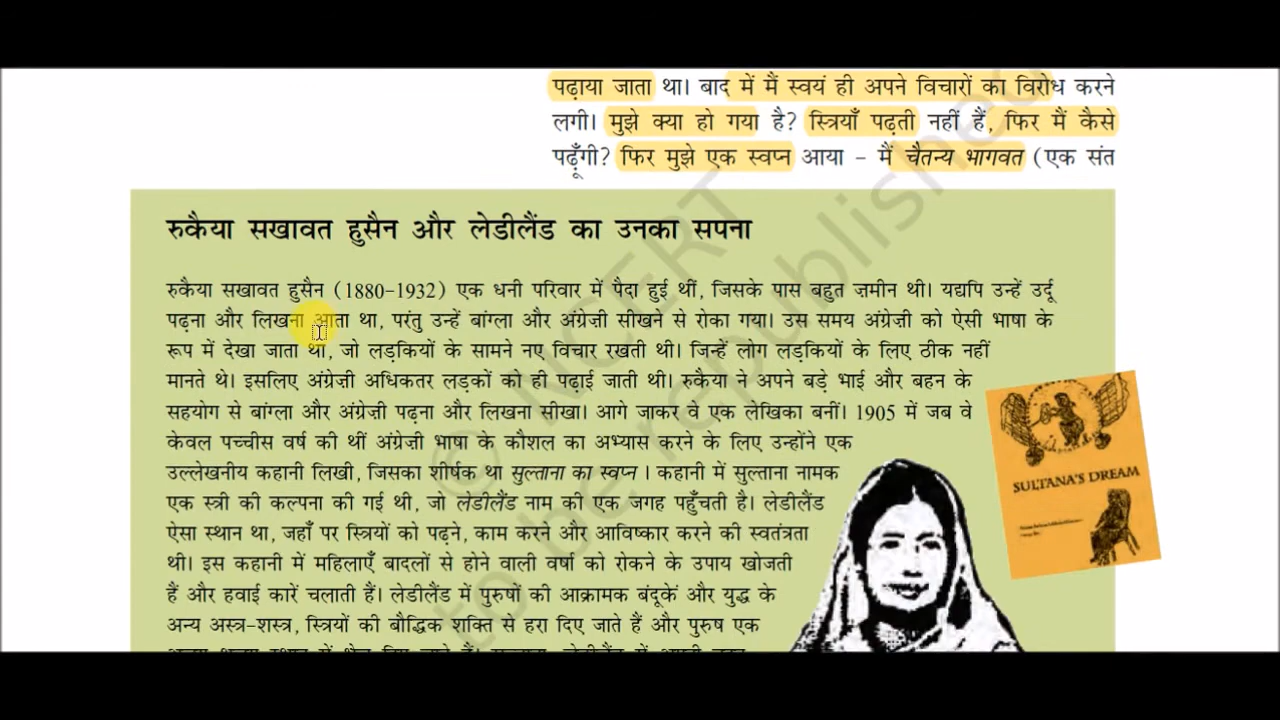 पढ़ाया जाता था। बाद में मैं स्वयं ही अपने विचारों का विरोध करने
लगी। मुझे क्या हो गया है? स्त्रियाँ पढ़ती नहीं हैं, फिर मैं कैसे
पढ़ूँगी? फिर मुझे एक स्वप्न आया – मैं चैतन्य भागवत (एक संत
रुकैया सखावत हुसैन और लेडीलैंड का उनका सपना
रुकैया सखावत हुसैन (1880-1932) एक धनी परिवार में पैदा हुई थीं, जिसके पास बहुत ज़मीन थी। यद्यपि उन्हें उर्दू
पढ़ना और लिखना आता था, परंतु उन्हें बांग्ला और अंग्रेज़ी सीखने से रोका गया। उस समय अंग्रेज़ी को ऐसी भाषा के
रूप में देखा जाता था, जो लड़कियों के सामने नए विचार रखती थी। जिन्हें लोग लड़कियों के लिए ठीक नहीं
मानते थे। इसलिए अंग्रेज़ी अधिकतर लड़कों को ही पढ़ाई जाती थी। रुकैया ने अपने बड़े भाई और बहन के
सहयोग से बांग्ला और अंग्रेज़ी पढ़ना और लिखना सीखा। आगे जाकर वे एक लेखिका बनीं। 1905 में जब वे
केवल पच्चीस वर्ष की थीं अंग्रेज़ी भाषा के कौशल का अभ्यास करने के लिए उन्होंने एक
उल्लेखनीय कहानी लिखी, जिसका शीर्षक था सुल्ताना का स्वप्न। कहानी में सुल्ताना नामक
एक स्त्री की कल्पना की गई थी, जो लेडीलैंड नाम की एक जगह पहुँचती है। लेडीलैंड
ऐसा स्थान था, जहाँ पर स्त्रियों को पढ़ने, काम करने और आविष्कार करने की स्वतंत्रता
थी। इस कहानी में महिलाएँ बादलों से होने वाली वर्षा को रोकने के उपाय खोजती
हैं और हवाई कारें चलाती हैं। लेडीलैंड में पुरुषों की आक्रामक बंदूकें और युद्ध के
अन्य अस्त्र-शस्त्र, स्त्रियों की बौद्धिक शक्ति से हरा दिए जाते हैं और पुरुष एक
SULTANA'S DREAM
© NCERT
to be republished